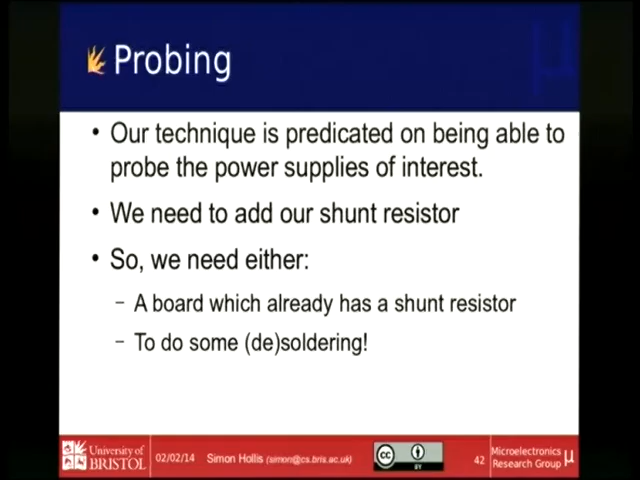 Probing
• Our technique is predicated on being able to
probe the power supplies of interest.
• We need to add our shunt resistor
• So, we need either:
– A board which already has a shunt resistor
– To do some (de)soldering!
University of
BRISTOL
02/02/14
Simon Hollis (simon@cs.bris.ac.uk)
cc
BY
42
Microelectronics
Research Group
μ